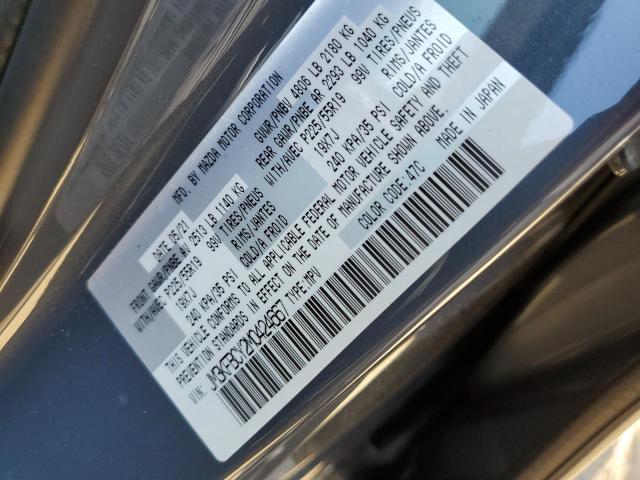 MFD. BY MAZDA MOTOR CORPORATION
DATE 05/21 GVWR/PNBV 4806 LB 2180 KG
FRONT GAWR/PNBE AV 2513 LB 1140 KG REAR GAWR/PNBE AR 2293 LB 1040 KG
WITH/AVEC P225/55R19 99V TIRES/PNEUS WITH/AVEC P225/55R19 99V TIRES/PNEUS
19X7J RIMS/JANTES 19X7J RIMS/JANTES
240 KPA/35 PSI COLD/A FROID 240 KPA/35 PSI COLD/A FROID
THIS VEHICLE CONFORMS TO ALL APPLICABLE FEDERAL MOTOR VEHICLE SAFETY AND THEFT
PREVENTION STANDARDS IN EFFECT ON THE DATE OF MANUFACTURE SHOWN ABOVE.
VIN: TYPE: MPV COLOR CODE: 47C MADE IN JAPAN